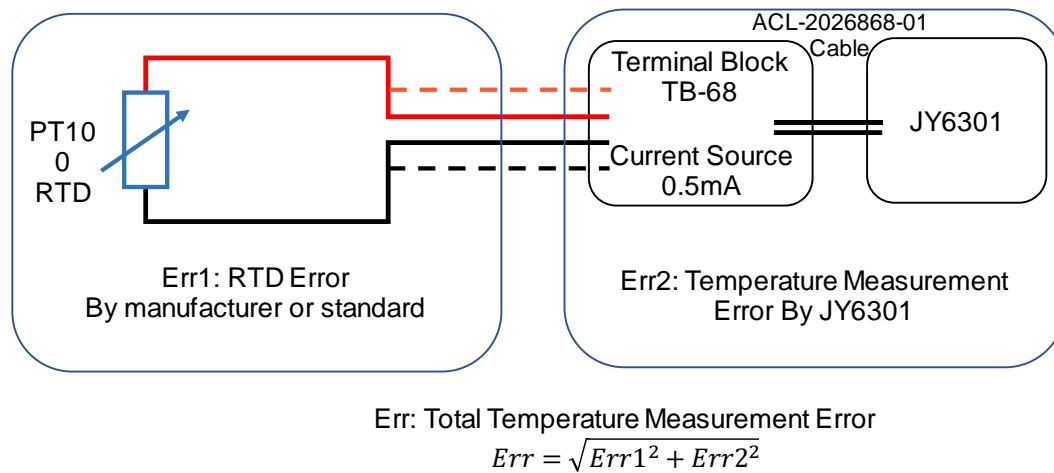 ACL-2026868-01
Cable
Terminal Block
TB-68
JY6301
PT10
0
RTD
Current Source
0.5mA
Err1: RTD Error
By manufacturer or standard
Err2: Temperature Measurement
Error By JY6301
Err: Total Temperature Measurement Error
Err = √Err1² + Err2²